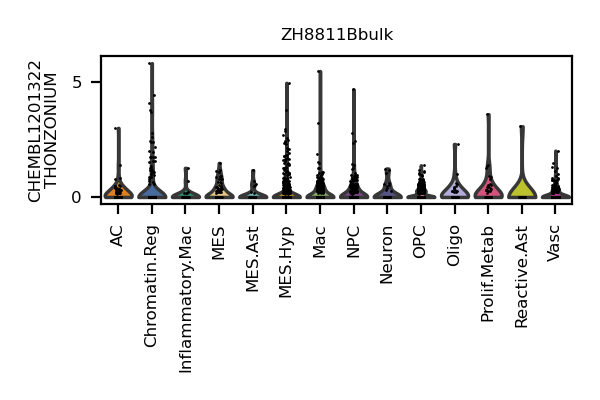 ZH8811Bbulk
CHEMBL1201322
THONZONIUM
5
0
AC
Chromatin.Reg
Inflammatory.Mac
MES
MES.Ast
MES.Hyp
Mac
NPC
Neuron
OPC
Oligo
Prolif.Metab
Reactive.Ast
Vasc